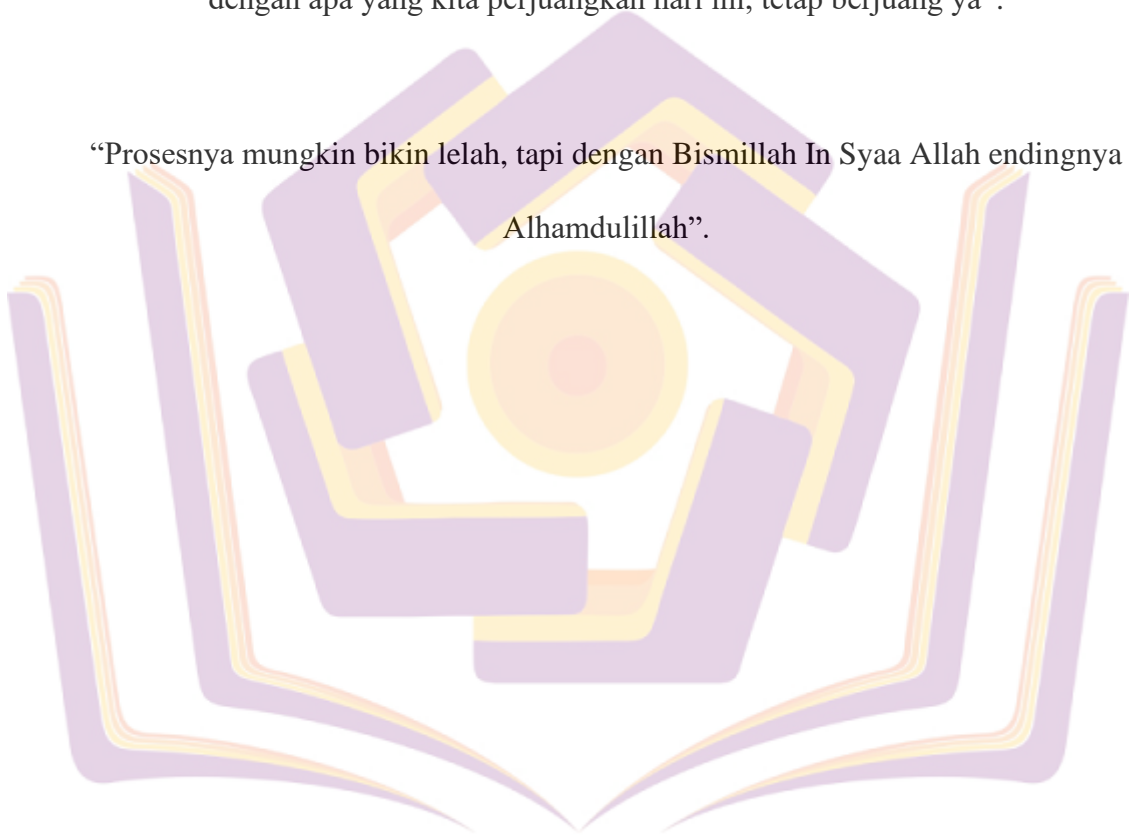 dengan apa yang kita perjuangkan hari ini, tetap berjuang ya”.
“Prosesnya mungkin bikin lelah, tapi dengan Bismillah In Syaa Allah endingnya
Alhamdulillah”.